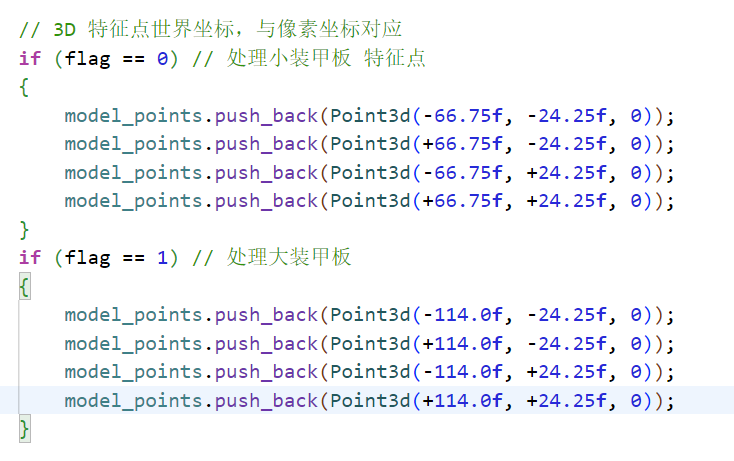 // 3D 特征点世界坐标，与像素坐标对应
if (flag == 0) // 处理小装甲板 特征点
{
    model_points.push_back(Point3d(-66.75f, -24.25f, 0));
    model_points.push_back(Point3d(+66.75f, -24.25f, 0));
    model_points.push_back(Point3d(-66.75f, +24.25f, 0));
    model_points.push_back(Point3d(+66.75f, +24.25f, 0));
}
if (flag == 1) // 处理大装甲板
{
    model_points.push_back(Point3d(-114.0f, -24.25f, 0));
    model_points.push_back(Point3d(+114.0f, -24.25f, 0));
    model_points.push_back(Point3d(-114.0f, +24.25f, 0));
    model_points.push_back(Point3d(+114.0f, +24.25f, 0));
}